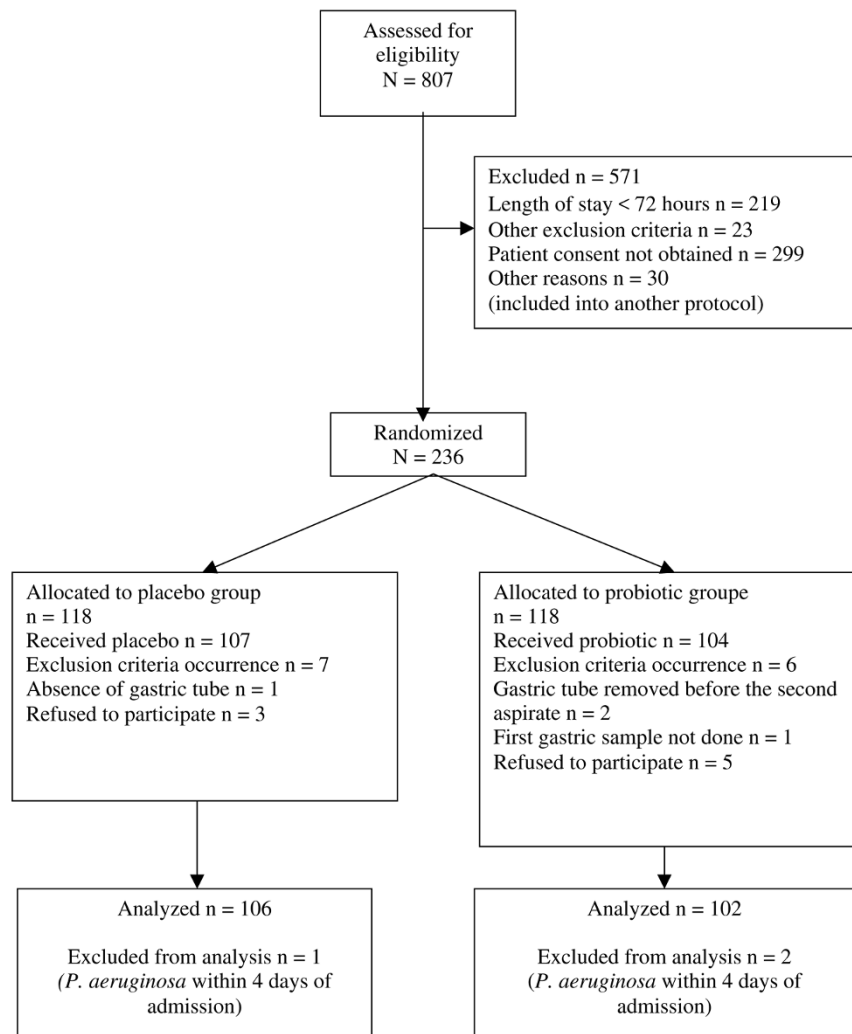 Assessed for
eligibility
N = 807
Excluded n = 571
Length of stay < 72 hours n = 219
Other exclusion criteria n = 23
Patient consent not obtained n = 299
Other reasons n = 30
(included into another protocol)
Randomized
N = 236
Allocated to placebo group
n = 118
Received placebo n = 107
Exclusion criteria occurrence n = 7
Absence of gastric tube n = 1
Refused to participate n = 3
Allocated to probiotic groupe
n = 118
Received probiotic n = 104
Exclusion criteria occurrence n = 6
Gastric tube removed before the second
aspirate n = 2
First gastric sample not done n = 1
Refused to participate n = 5
Analyzed n = 106
Excluded from analysis n = 1
(P. aeruginosa within 4 days of
admission)
Analyzed n = 102
Excluded from analysis n = 2
(P. aeruginosa within 4 days of
admission)